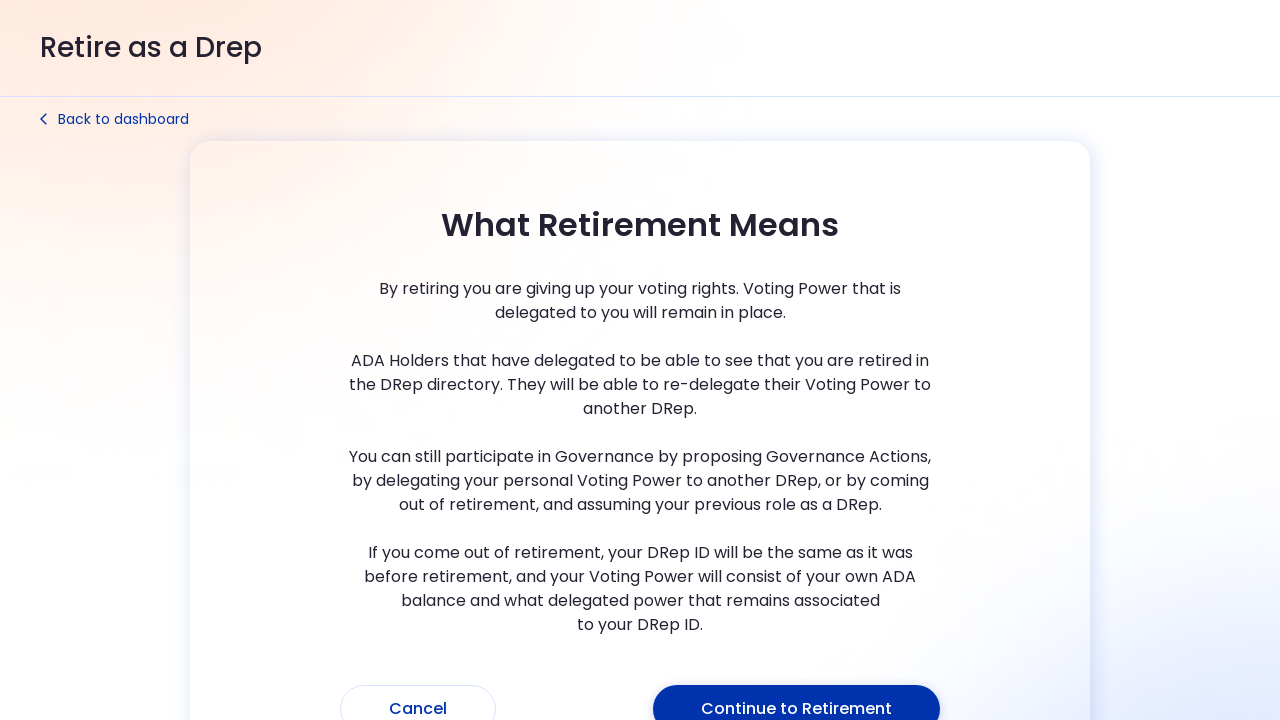 Retire as a Drep
Back to dashboard
What Retirement Means
By retiring you are giving up your voting rights. Voting Power that is
delegated to you will remain in place.
ADA Holders that have delegated to be able to see that you are retired in
the DRep directory. They will be able to re-delegate their Voting Power to
another DRep.
You can still participate in Governance by proposing Governance Actions,
by delegating your personal Voting Power to another DRep, or by coming
out of retirement, and assuming your previous role as a DRep.
If you come out of retirement, your DRep ID will be the same as it was
before retirement, and your Voting Power will consist of your own ADA
balance and what delegated power that remains associated
to your DRep ID.
Cancel
Continue to Retirement